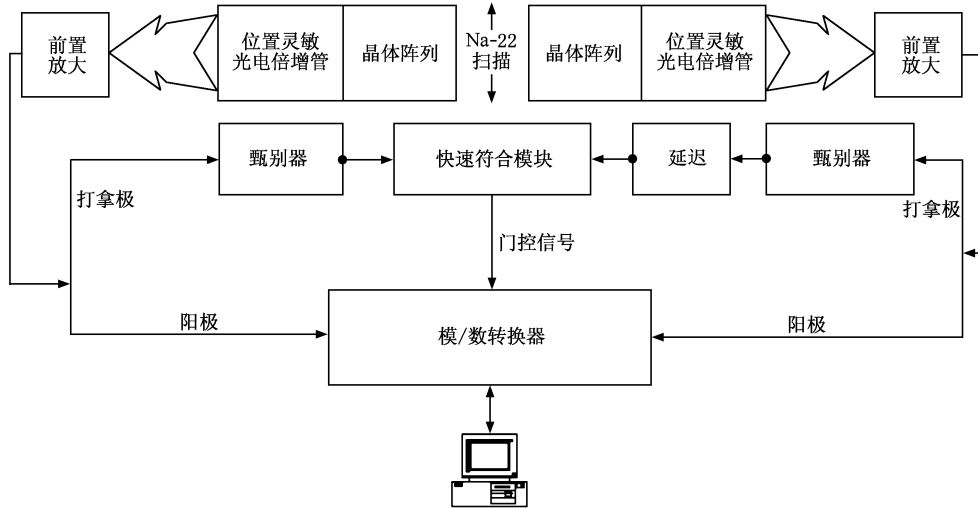 前置
放大
位置灵敏
光电倍增管
晶体阵列
Na-22
扫描
晶体阵列
位置灵敏
光电倍增管
前置
放大
甄别器
快速符合模块
延迟
甄别器
打拿极
打拿极
门控信号
阳极
模/数转换器
阳极